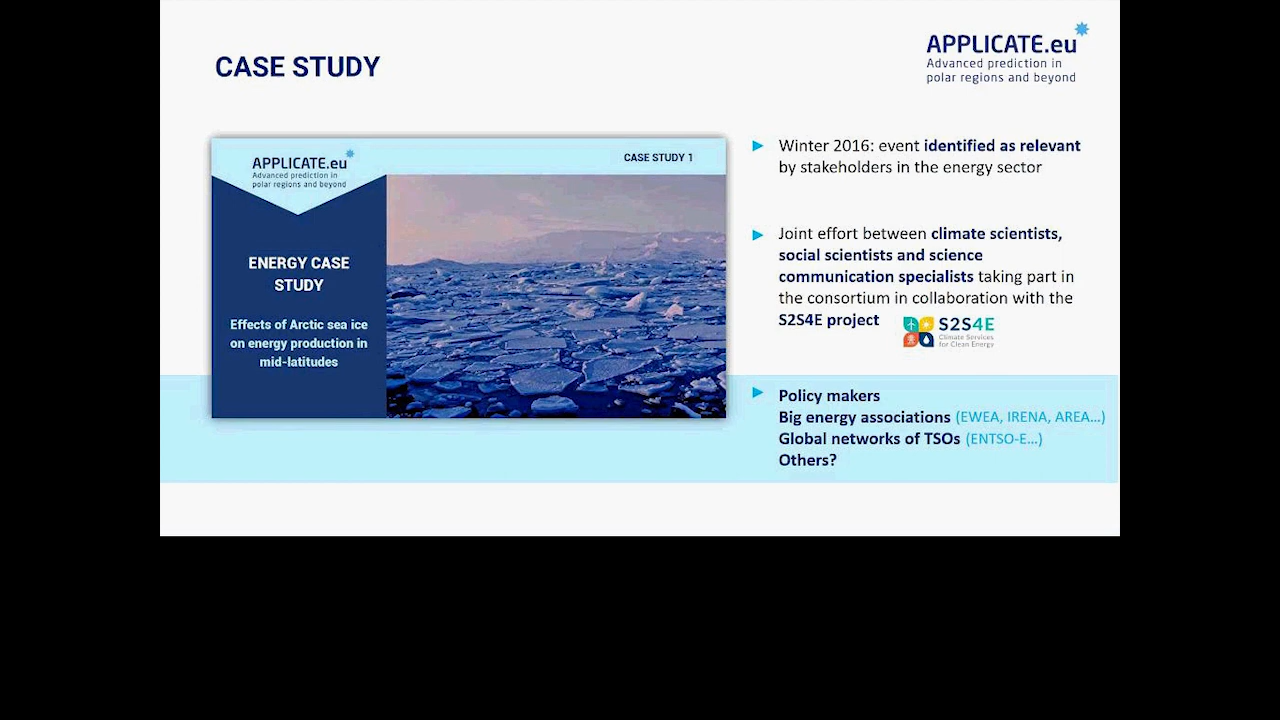 CASE STUDY
APPLICATE.eu
Advanced prediction in
polar regions and beyond
APPLICATE.eu
Advanced prediction in
polar regions and beyond
CASE STUDY 1
ENERGY CASE
STUDY
Effects of Arctic sea ice
on energy production in
mid-latitudes
Winter 2016: event identified as relevant
by stakeholders in the energy sector
Joint effort between climate scientists,
social scientists and science
communication specialists taking part in
the consortium in collaboration with the
S2S4E project
S2S4E
Climate Services
for Clean Energy
Policy makers
Big energy associations (EWEA, IRENA, AREA…)
Global networks of TSOs (ENTSO-E…)
Others?